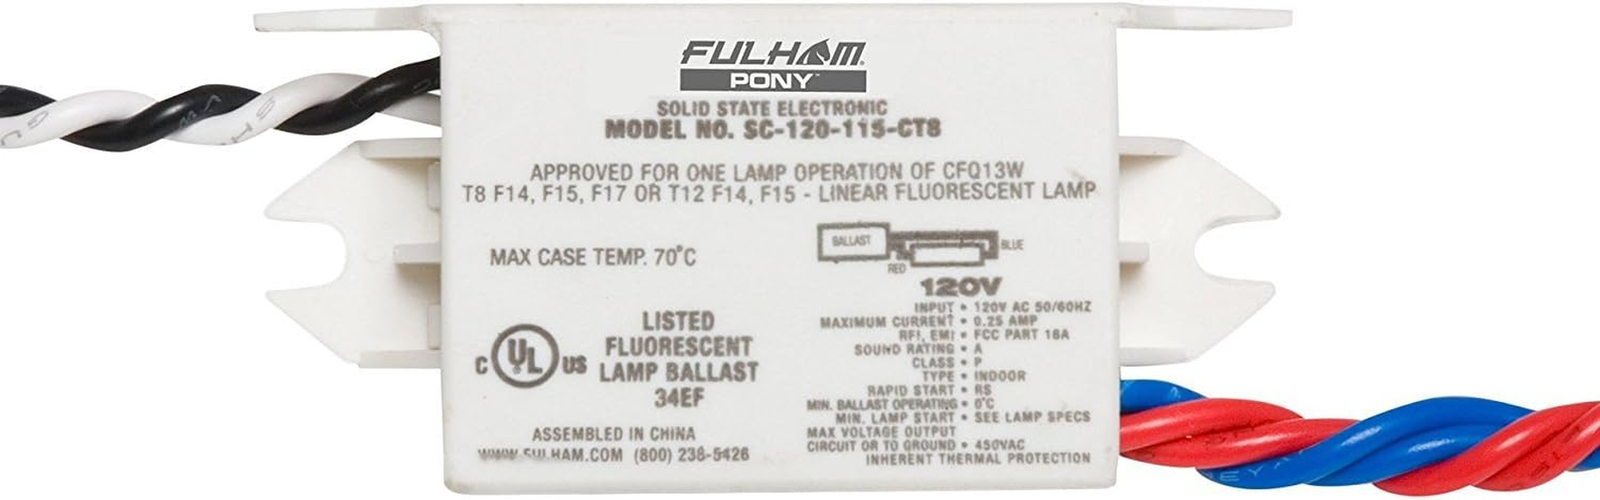 FULHAM®
PONY™
SOLID STATE ELECTRONIC
MODEL NO. SC-120-115-CT8
APPROVED FOR ONE LAMP OPERATION OF CFQ13W
T8 F14, F15, F17 OR T12 F14, F15 - LINEAR FLUORESCENT LAMP
MAX CASE TEMP. 70°C
BALLAST
BLUE
RED
120V
INPUT • 120V AC 50/60HZ
MAXIMUM CURRENT • 0.25 AMP
RFI, EMI • FCC PART 18A
SOUND RATING • A
CLASS • P
TYPE • INDOOR
RAPID START • RS
MIN. BALLAST OPERATING • 0°C
MIN. LAMP START • SEE LAMP SPECS
MAX VOLTAGE OUTPUT
CIRCUIT OR TO GROUND • 450VAC
INHERENT THERMAL PROTECTION
C UL US
LISTED
FLUORESCENT
LAMP BALLAST
34EF
ASSEMBLED IN CHINA
WWW.FULHAM.COM (800) 238-5426